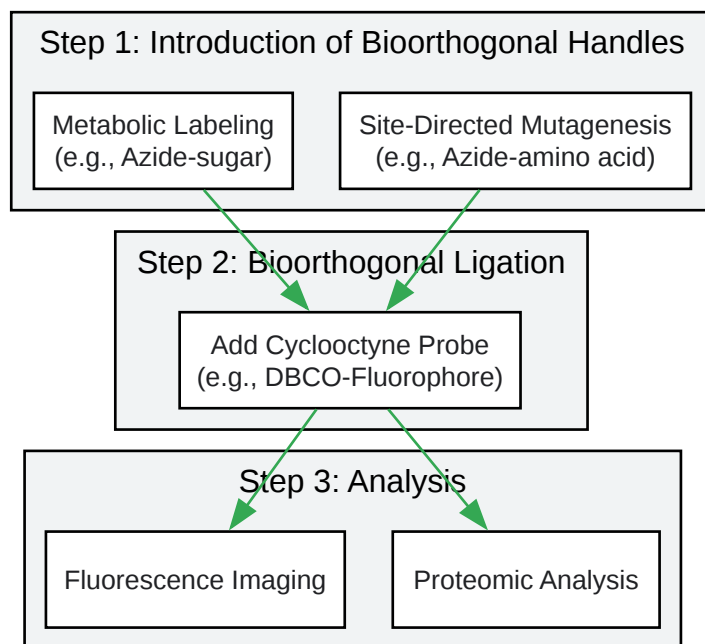 Step 1: Introduction of Bioorthogonal Handles
Metabolic Labeling
(e.g., Azide-sugar)
Site-Directed Mutagenesis
(e.g., Azide-amino acid)
Step 2: Bioorthogonal Ligation
Add Cyclooctyne Probe
(e.g., DBCO-Fluorophore)
Step 3: Analysis
Fluorescence Imaging
Proteomic Analysis